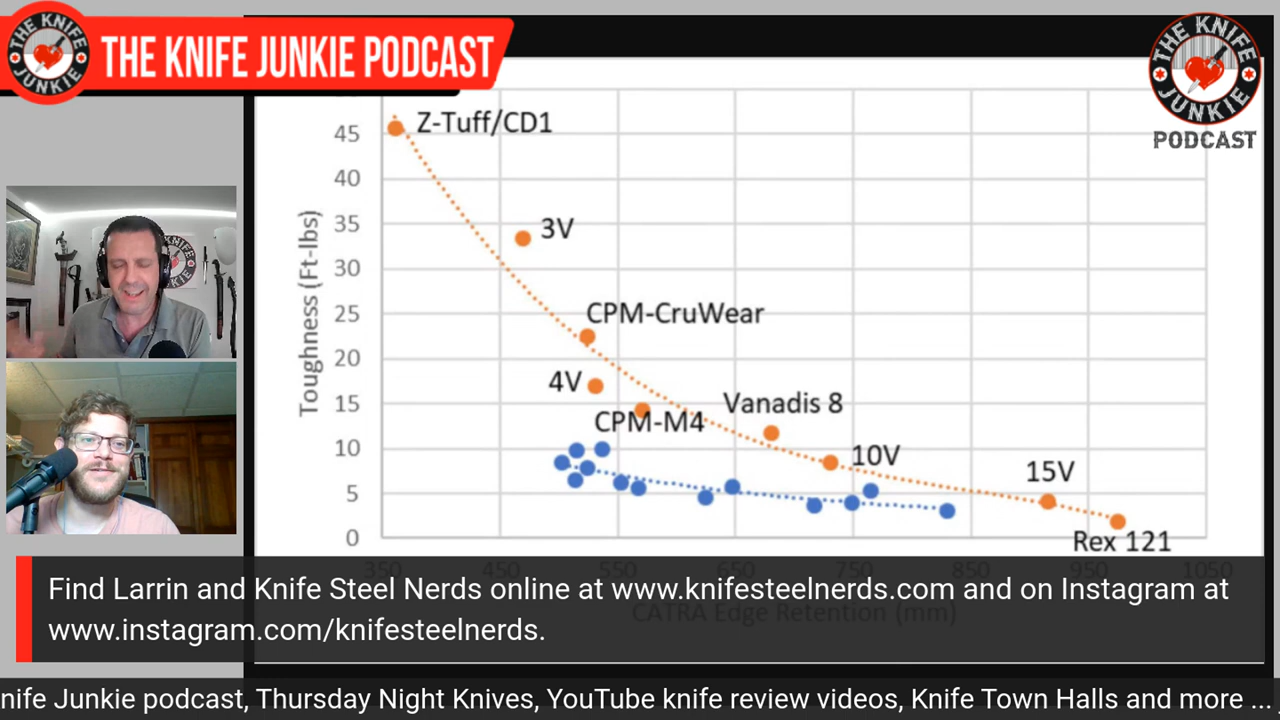 THE KNIFE JUNKIE
THE KNIFE JUNKIE PODCAST
THE KNIFE JUNKIE
PODCAST
Toughness (Ft-lbs)
45
40
35
30
25
20
15
10
5
0
Z-Tuff/CD1
3V
CPM-CruWear
4V
CPM-M4
Vanadis 8
10V
15V
Rex 121
350 450 550 650 750 850 950 1050
CATRA Edge Retention (mm)
Find Larrin and Knife Steel Nerds online at www.knifesteelnerds.com and on Instagram at
www.instagram.com/knifesteelnerds.
nife Junkie podcast, Thursday Night Knives, YouTube knife review videos, Knife Town Halls and more ...